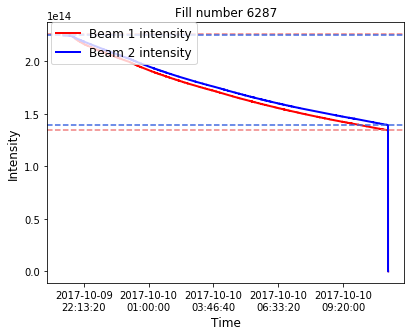 Fill number 6287
1e14
Beam 1 intensity
Beam 2 intensity
2.0
1.5
1.0
0.5
0.0
Intensity
2017-10-09
22:13:20
2017-10-10
01:00:00
2017-10-10
03:46:40
2017-10-10
06:33:20
2017-10-10
09:20:00
Time